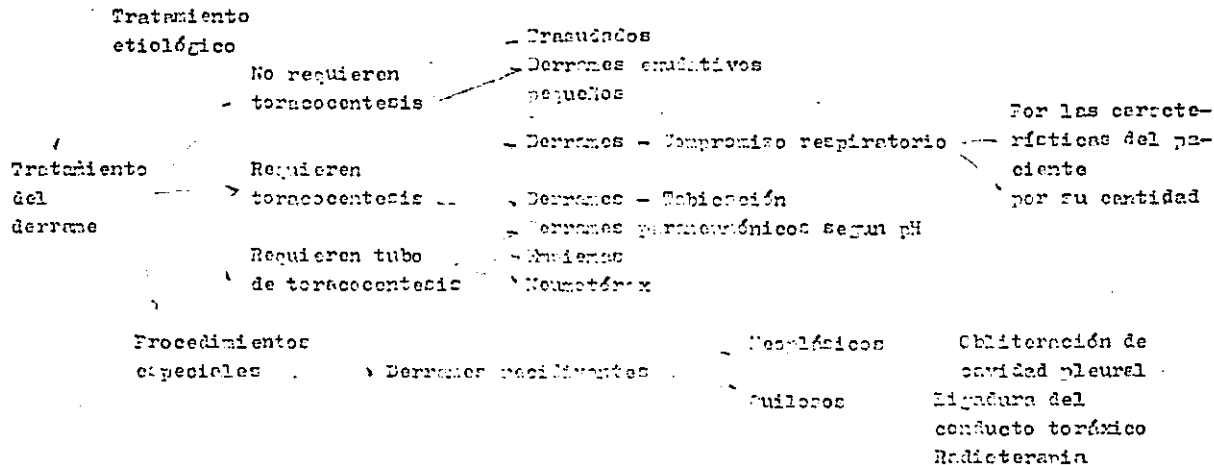 Tratamiento
etiológico
No requieren
toracocentesis
- Trasudados
- Derrames exudativos
pequeños
Tratamiento
del
derrame
Requieren
toracocentesis
- Derrames - Compromiso respiratorio
Por las caracte-
rísticas del pa-
ciente
por su cantidad
Derrames - Tabicación
Requieren tubo
de toracocentesis
Derrames paraneumónicos segun pH
Empiemas
Neumotórax
Procedimientos
especiales
Derrames recidivantes
Neoplásicos
Obliteración de
cavidad pleural
Quilosos
Ligadura del
conducto toráxico
Radioterapia